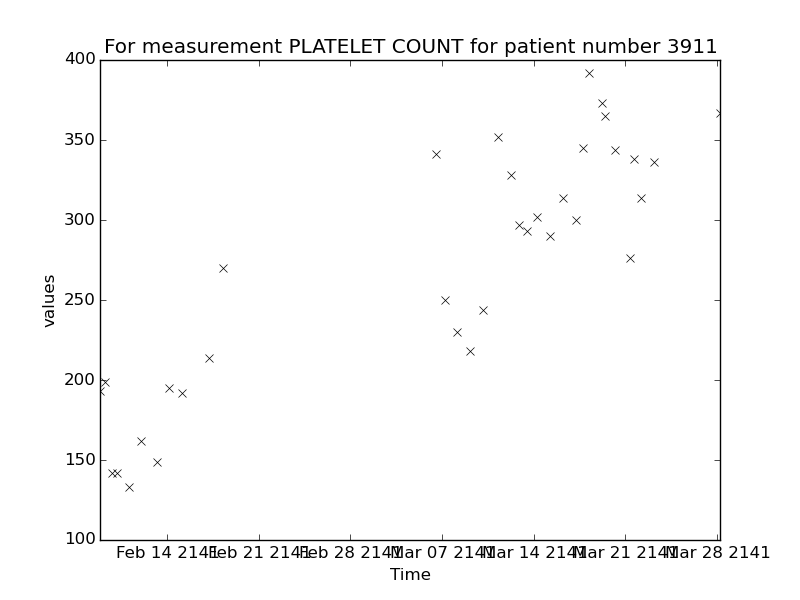 For measurement PLATELET COUNT for patient number 3911
400
350
300
250
200
150
100
values
Feb 14 2141 Feb 21 2141 Feb 28 2141 Mar 07 2141 Mar 14 2141 Mar 21 2141 Mar 28 2141
Time